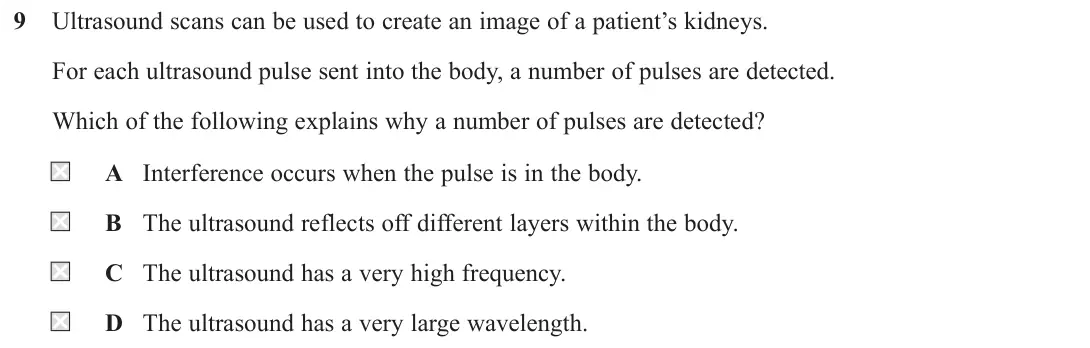 9 Ultrasound scans can be used to create an image of a patient’s kidneys.
For each ultrasound pulse sent into the body, a number of pulses are detected.
Which of the following explains why a number of pulses are detected?
A Interference occurs when the pulse is in the body.
B The ultrasound reflects off different layers within the body.
C The ultrasound has a very high frequency.
D The ultrasound has a very large wavelength.